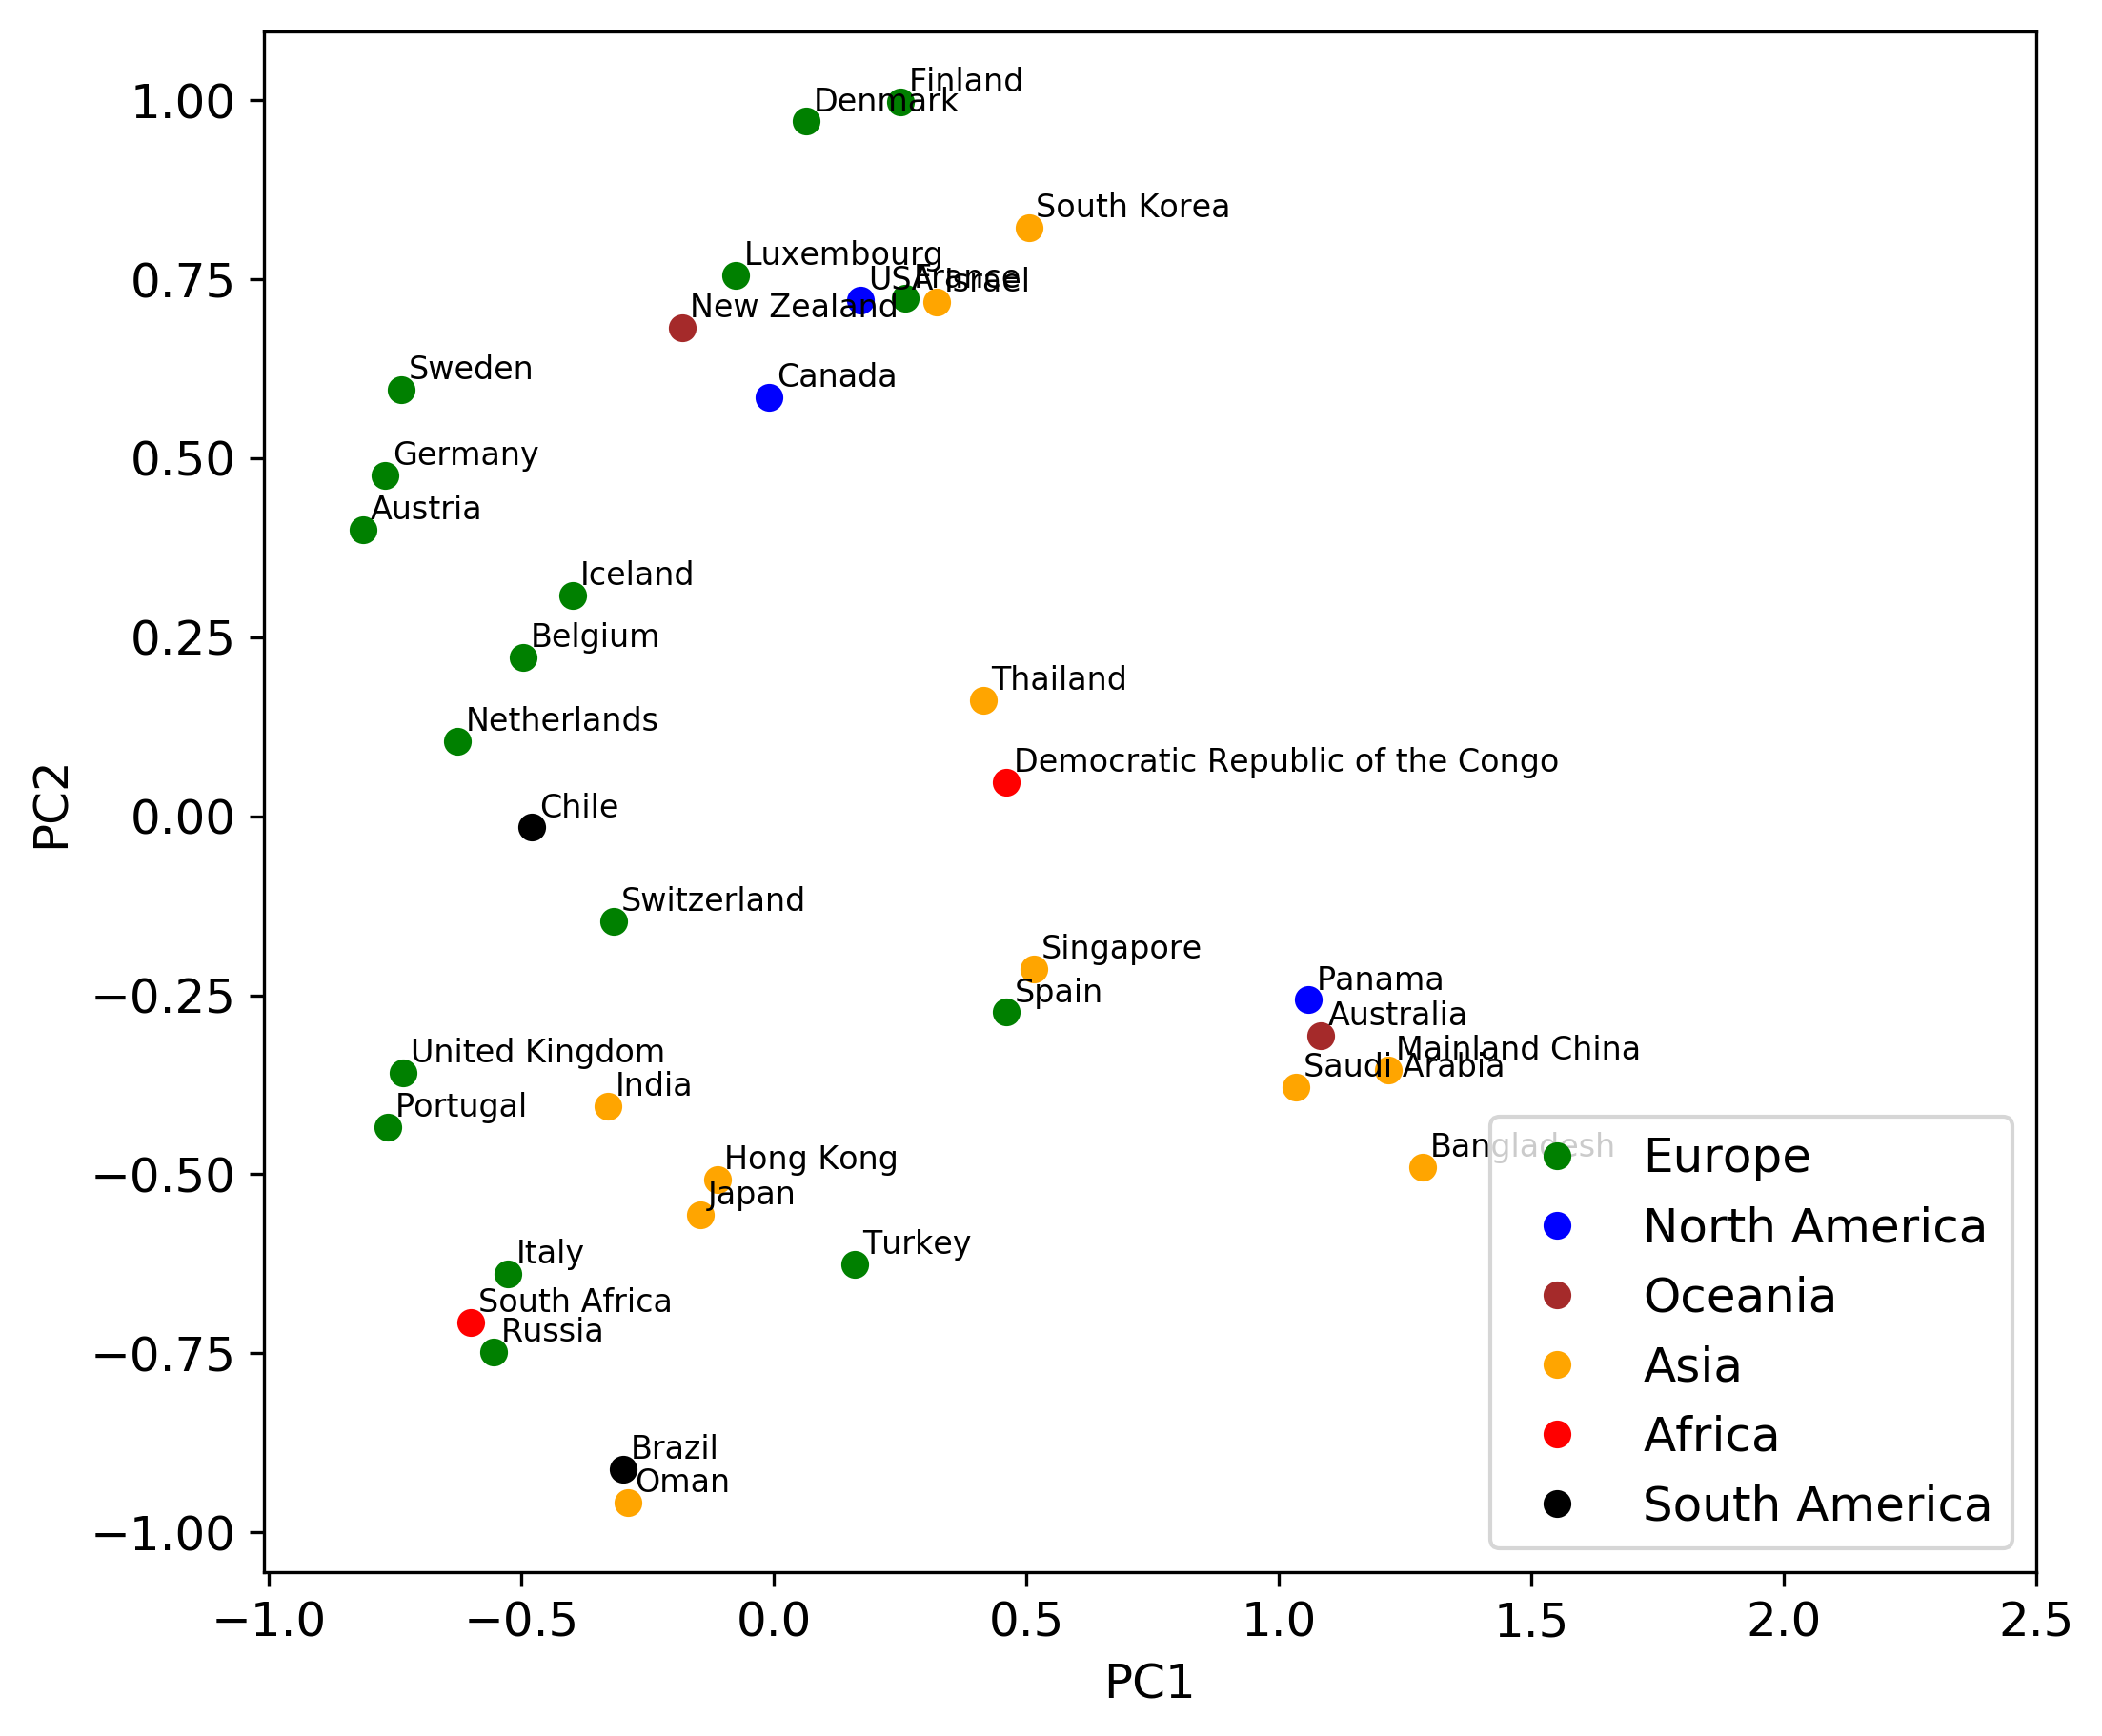 Finland
Denmark
1.00
South Korea
Luxembourg
0.75
USA
France
Israel
New Zealand
Sweden
Canada
0.50
Germany
Austria
Iceland
0.25
Belgium
Thailand
Netherlands
Democratic Republic of the Congo
PC2
0.00
Chile
Switzerland
Singapore
−0.25
Spain
Panama
Australia
United Kingdom
Mainland China
Saudi Arabia
India
Portugal
Hong Kong
Bangladesh
−0.50
Japan
Turkey
Italy
South Africa
Russia
−0.75
Brazil
Oman
−1.00
Europe
North America
Oceania
Asia
Africa
South America
−1.0 −0.5 0.0 0.5 1.0 1.5 2.0 2.5
PC1